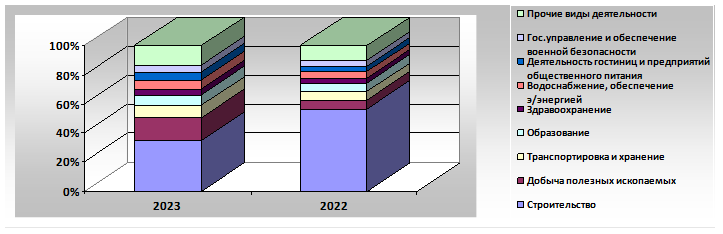 100%
80%
60%
40%
20%
0%
2023
2022
Прочие виды деятельности
Гос.управление и обеспечение
военной безопасности
Деятельность гостиниц и предприятий
общественного питания
Водоснабжение, обеспечение
э/энергией
Здравоохранение
Образование
Транспортировка и хранение
Добыча полезных ископаемых
Строительство